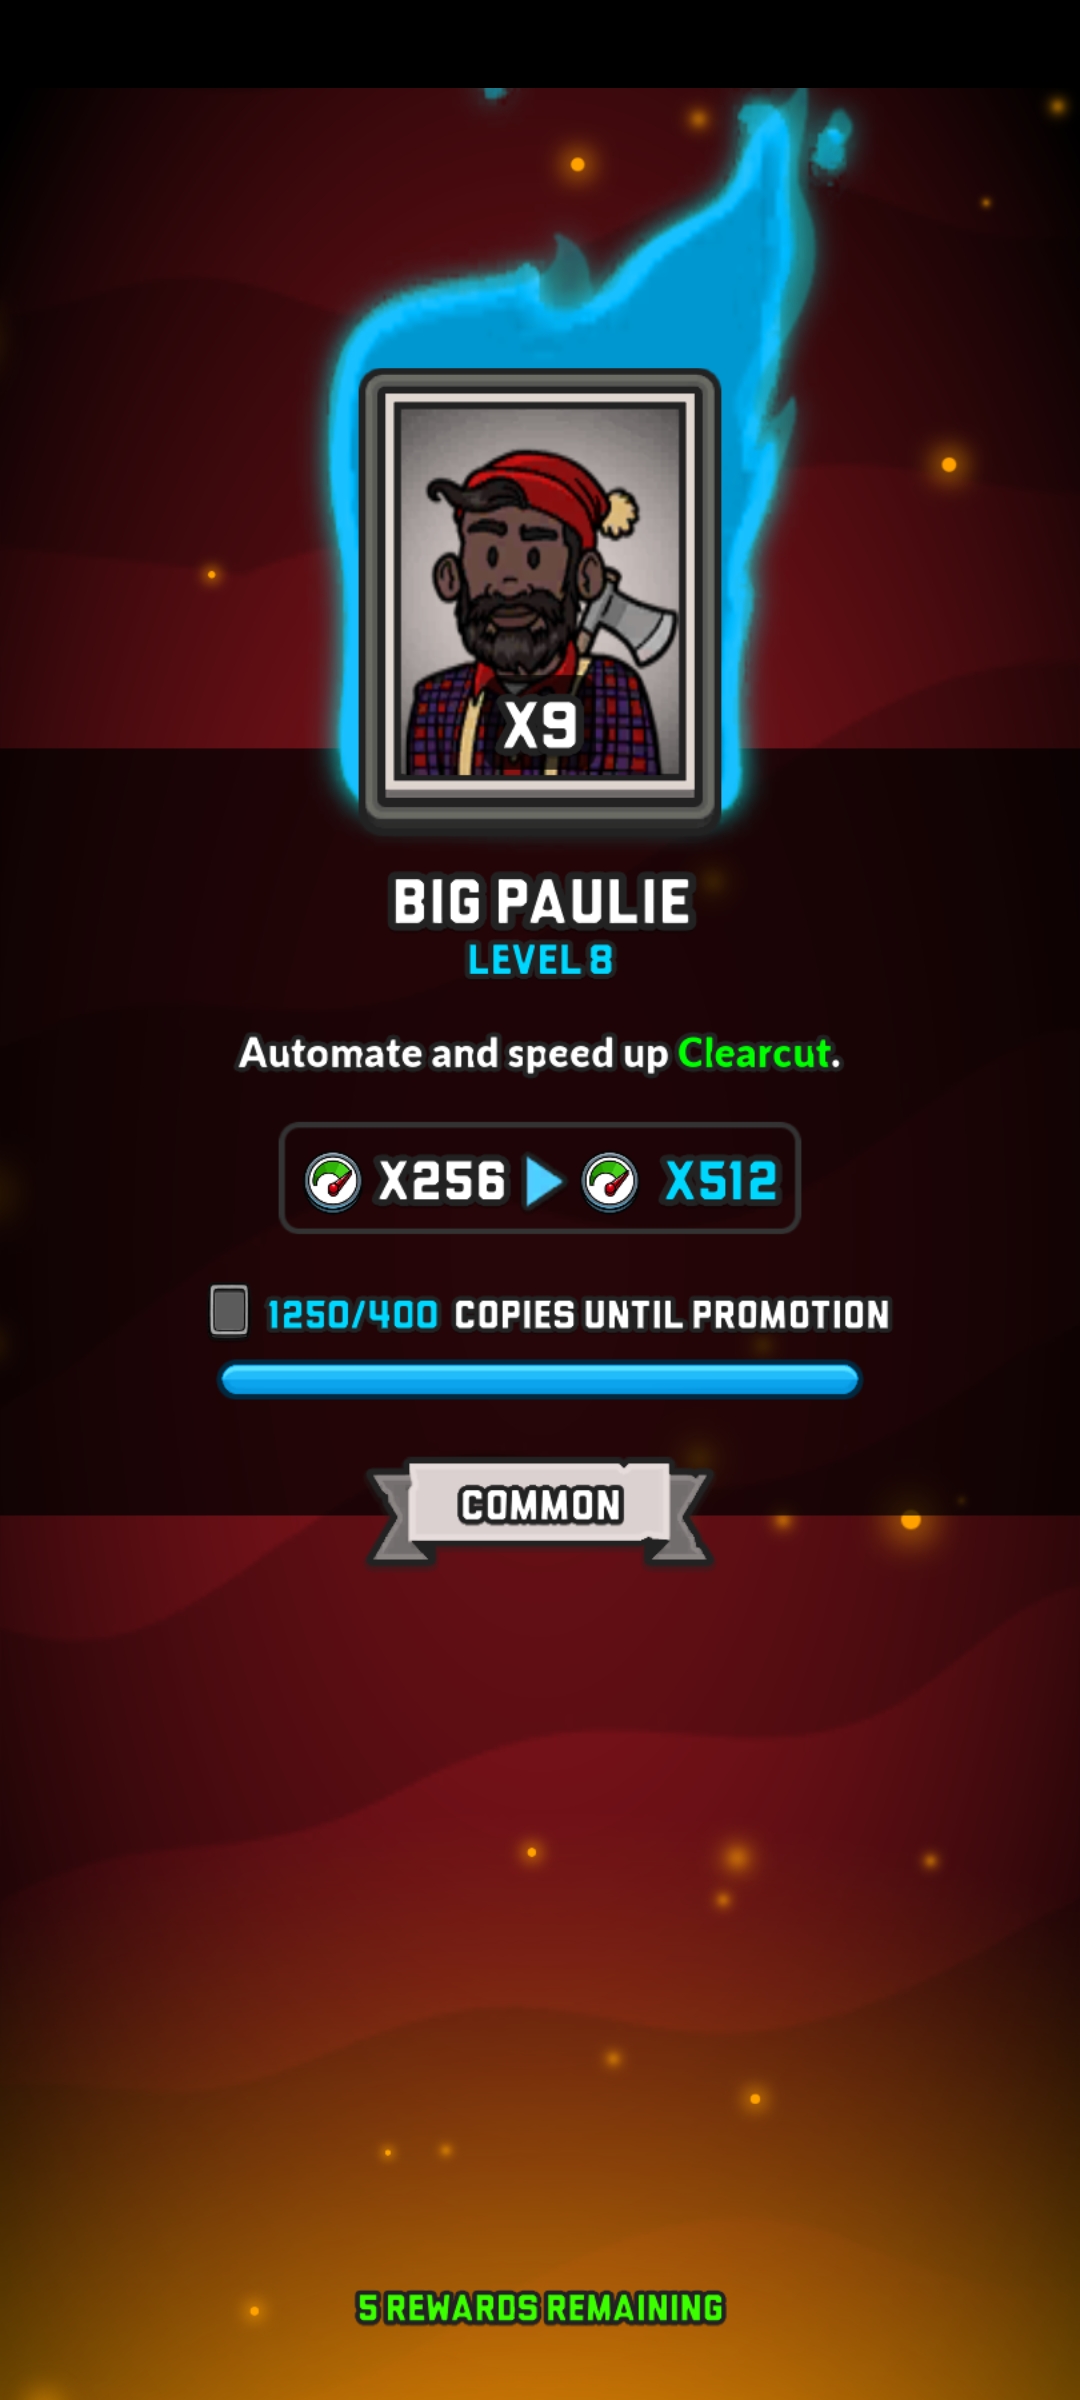 X9
BIG PAULIE
LEVEL 8
Automate and speed up Clearcut.
X256 X512
1250/400 COPIES UNTIL PROMOTION
COMMON
5 REWARDS REMAINING